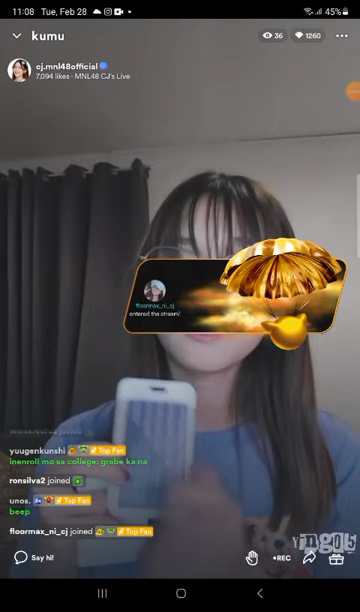 11:08 Tue, Feb 28
45%
kumu
36
1260
cj.mnl48official
7,094 likes · MNL48 CJ's Live
floormax_ni_cj
entered the stream!
yuugenkunshi Top Fan
inenroll mo sa college. grabe ka na
ronsilva2 joined
unos. Top Fan
beep
floormax_ni_cj joined Top Fan
Say hi!
REC